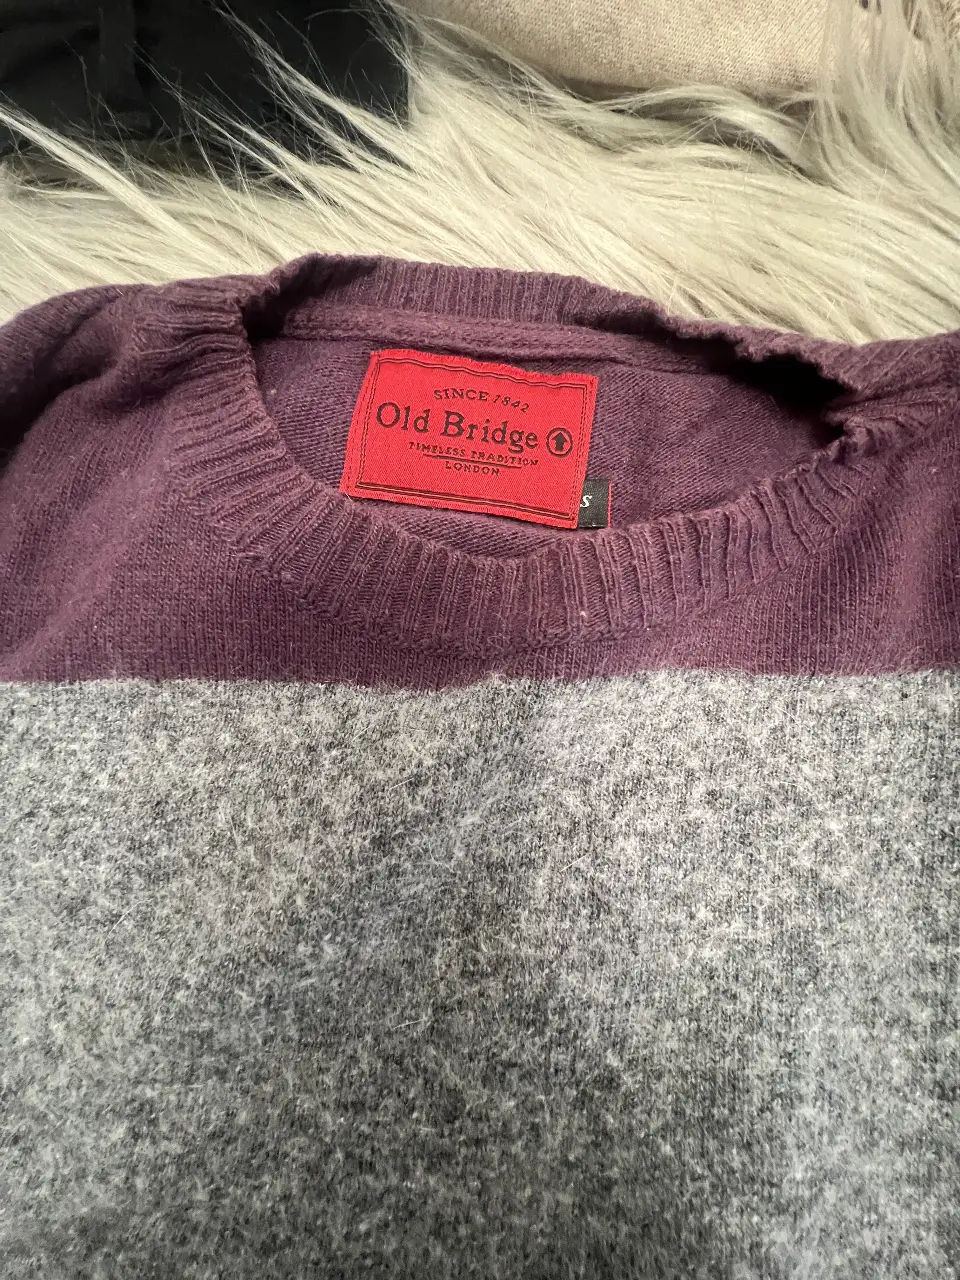 SINCE 1842
Old Bridge
TIMELESS TRADITION
LONDON
S